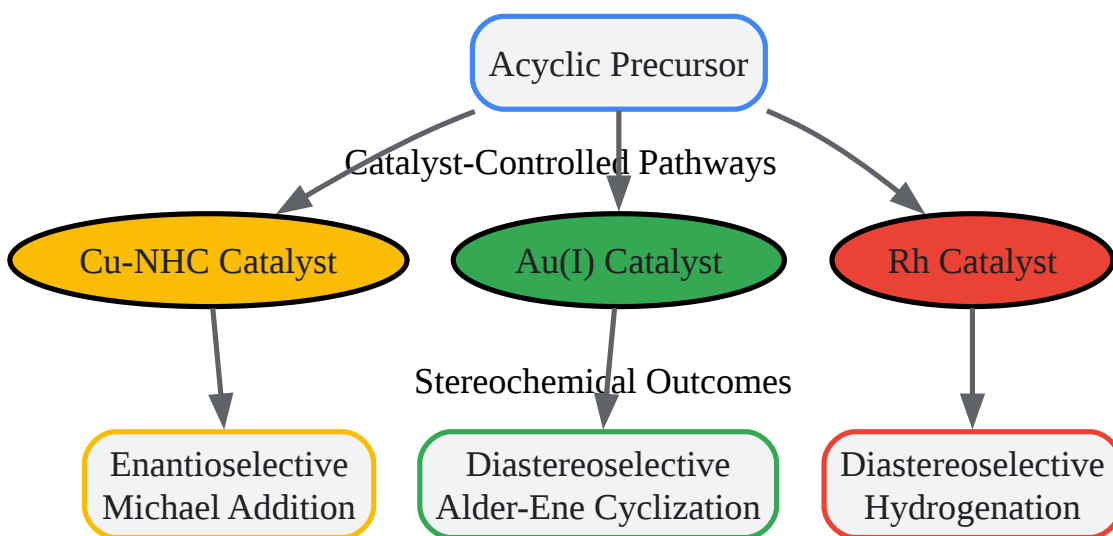 Acyclic Precursor
Catalyst-Controlled Pathways
Cu-NHC Catalyst
Au(I) Catalyst
Rh Catalyst
Stereochemical Outcomes
Enantioselective
Michael Addition
Diastereoselective
Alder-Ene Cyclization
Diastereoselective
Hydrogenation